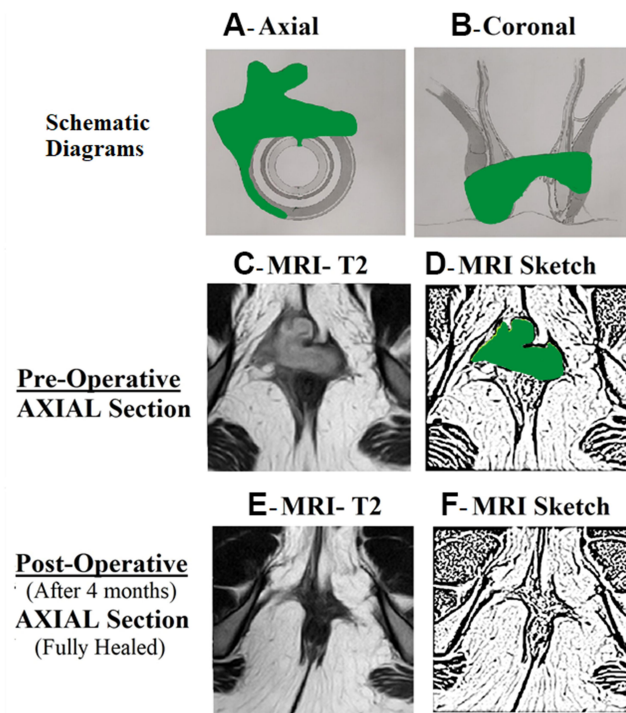 A- Axial
B- Coronal
Schematic
Diagrams
C- MRI- T2
D- MRI Sketch
Pre-Operative
AXIAL Section
E- MRI- T2
F- MRI Sketch
Post-Operative
(After 4 months)
AXIAL Section
(Fully Healed)